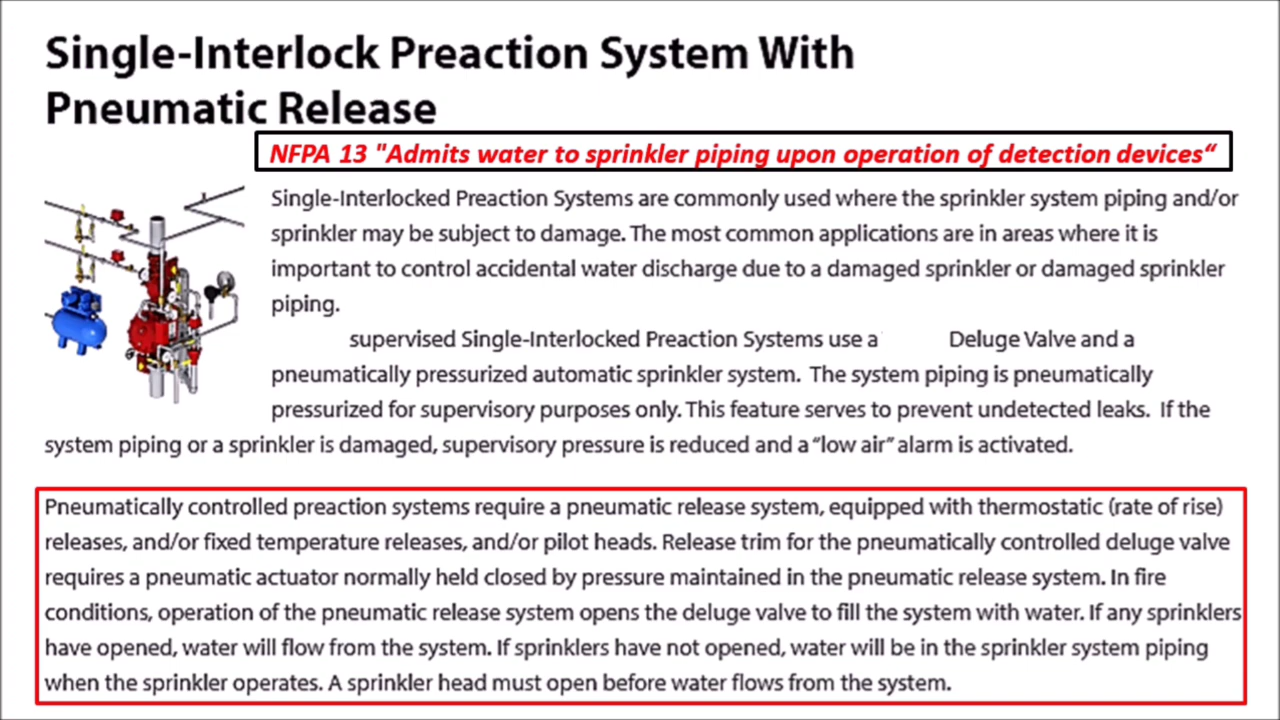 Single-Interlock Preaction System With
Pneumatic Release
NFPA 13 "Admits water to sprinkler piping upon operation of detection devices“
Single-Interlocked Preaction Systems are commonly used where the sprinkler system piping and/or
sprinkler may be subject to damage. The most common applications are in areas where it is
important to control accidental water discharge due to a damaged sprinkler or damaged sprinkler
piping.
supervised Single-Interlocked Preaction Systems use a Deluge Valve and a
pneumatically pressurized automatic sprinkler system. The system piping is pneumatically
pressurized for supervisory purposes only. This feature serves to prevent undetected leaks. If the
system piping or a sprinkler is damaged, supervisory pressure is reduced and a “low air” alarm is activated.
Pneumatically controlled preaction systems require a pneumatic release system, equipped with thermostatic (rate of rise)
releases, and/or fixed temperature releases, and/or pilot heads. Release trim for the pneumatically controlled deluge valve
requires a pneumatic actuator normally held closed by pressure maintained in the pneumatic release system. In fire
conditions, operation of the pneumatic release system opens the deluge valve to fill the system with water. If any sprinklers
have opened, water will flow from the system. If sprinklers have not opened, water will be in the sprinkler system piping
when the sprinkler operates. A sprinkler head must open before water flows from the system.